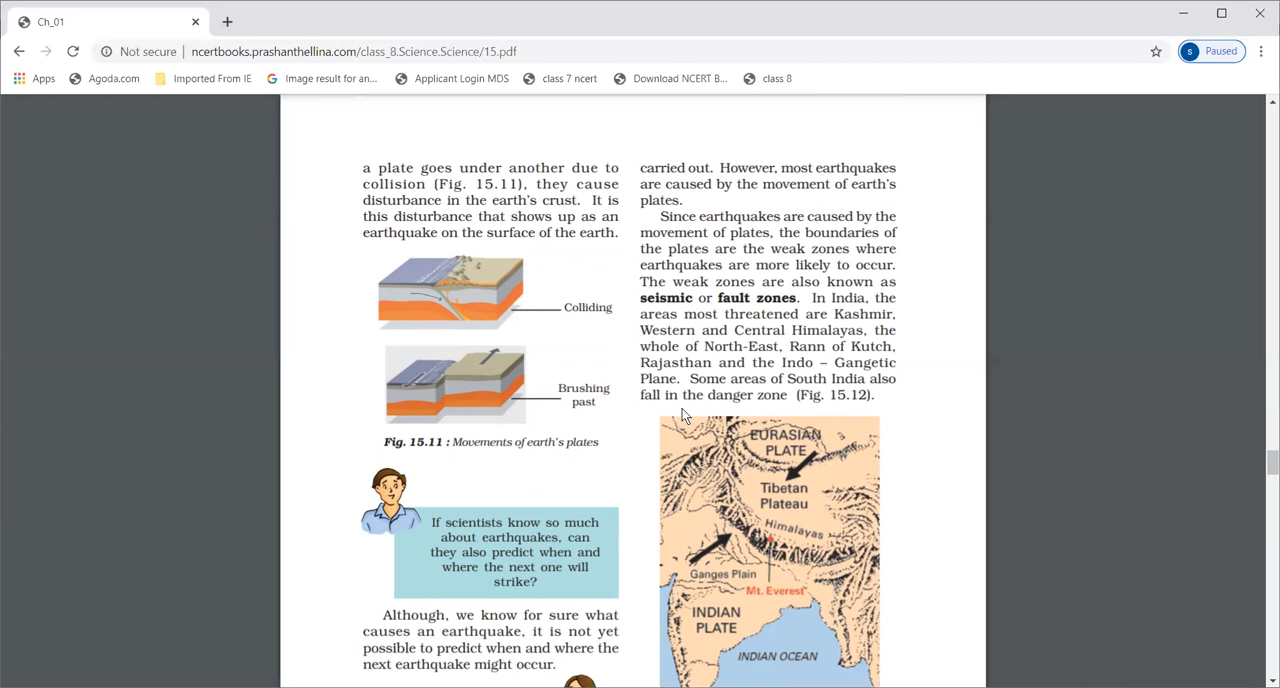 Ch_01
Not secure
ncertbooks.prashanthellina.com/class_8.Science.Science/15.pdf
s
Paused
Apps
Agoda.com
Imported From IE
Image result for an...
Applicant Login MDS
class 7 ncert
Download NCERT B...
class 8
a plate goes under another due to
collision (Fig. 15.11), they cause
disturbance in the earth's crust. It is
this disturbance that shows up as an
earthquake on the surface of the earth.
Colliding
Brushing
past
Fig. 15.11 : Movements of earth's plates
If scientists know so much
about earthquakes, can
they also predict when and
where the next one will
strike?
Although, we know for sure what
causes an earthquake, it is not yet
possible to predict when and where the
next earthquake might occur.
carried out. However, most earthquakes
are caused by the movement of earth's
plates.
Since earthquakes are caused by the
movement of plates, the boundaries of
the plates are the weak zones where
earthquakes are more likely to occur.
The weak zones are also known as
seismic or fault zones. In India, the
areas most threatened are Kashmir,
Western and Central Himalayas, the
whole of North-East, Rann of Kutch,
Rajasthan and the Indo – Gangetic
Plane. Some areas of South India also
fall in the danger zone (Fig. 15.12).
EURASIAN
PLATE
Tibetan
Plateau
Himalayas
Ganges Plain
Mt. Everest
INDIAN
PLATE
INDIAN OCEAN